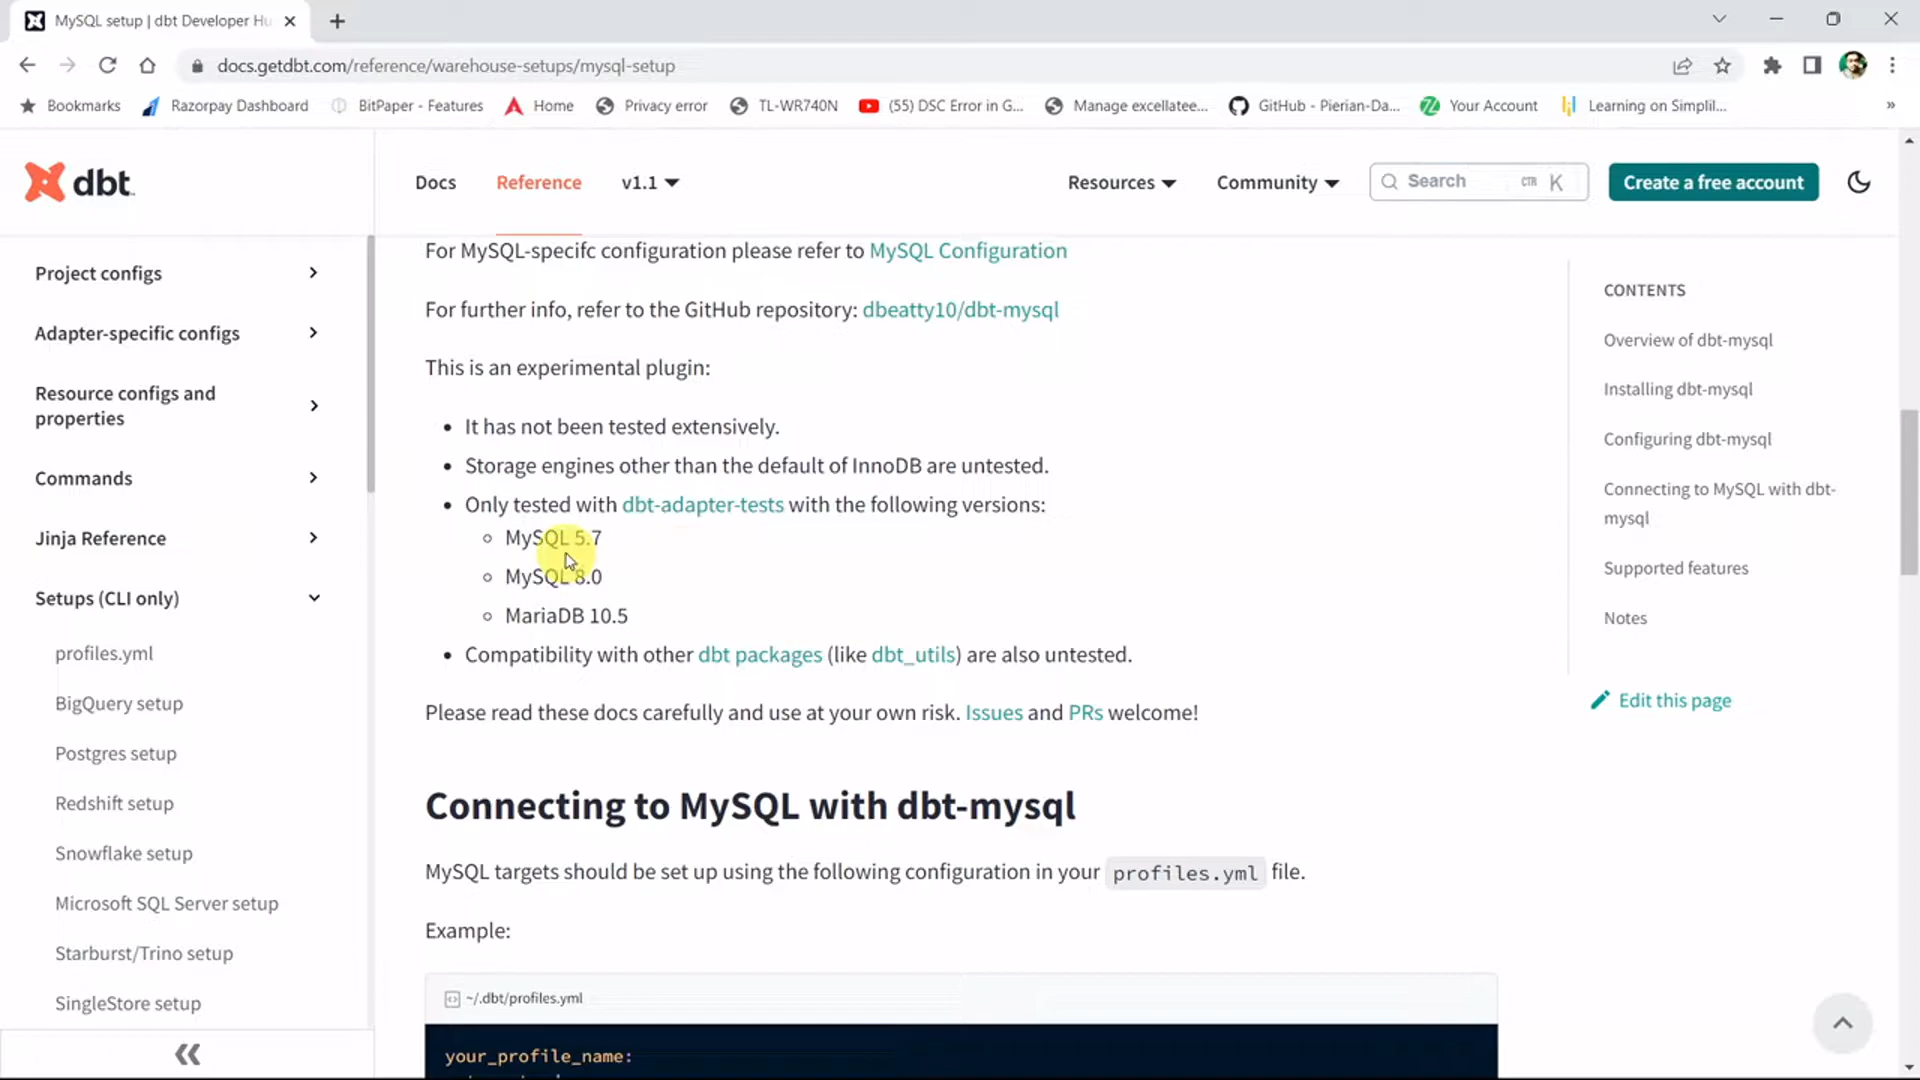 MySQL setup | dbt Developer Hu
docs.getdbt.com/reference/warehouse-setups/mysql-setup
Bookmarks
Razorpay Dashboard
BitPaper - Features
Home
Privacy error
TL-WR740N
(55) DSC Error in G...
Manage excellatee...
GitHub - Pierian-Da...
Your Account
Learning on Simplil...
»
dbt
Docs
Reference
v1.1
Resources
Community
Search
CTR K
Create a free account
Project configs
Adapter-specific configs
Resource configs and
properties
Commands
Jinja Reference
Setups (CLI only)
profiles.yml
BigQuery setup
Postgres setup
Redshift setup
Snowflake setup
Microsoft SQL Server setup
Starburst/Trino setup
SingleStore setup
For MySQL-specifc configuration please refer to MySQL Configuration
For further info, refer to the GitHub repository: dbeatty10/dbt-mysql
This is an experimental plugin:
It has not been tested extensively.
Storage engines other than the default of InnoDB are untested.
Only tested with dbt-adapter-tests with the following versions:
MySQL 5.7
MySQL 8.0
MariaDB 10.5
Compatibility with other dbt packages (like dbt_utils) are also untested.
Please read these docs carefully and use at your own risk. Issues and PRs welcome!
Connecting to MySQL with dbt-mysql
MySQL targets should be set up using the following configuration in your profiles.yml file.
Example:
~/.dbt/profiles.yml
your_profile_name:
CONTENTS
Overview of dbt-mysql
Installing dbt-mysql
Configuring dbt-mysql
Connecting to MySQL with dbt-
mysql
Supported features
Notes
Edit this page